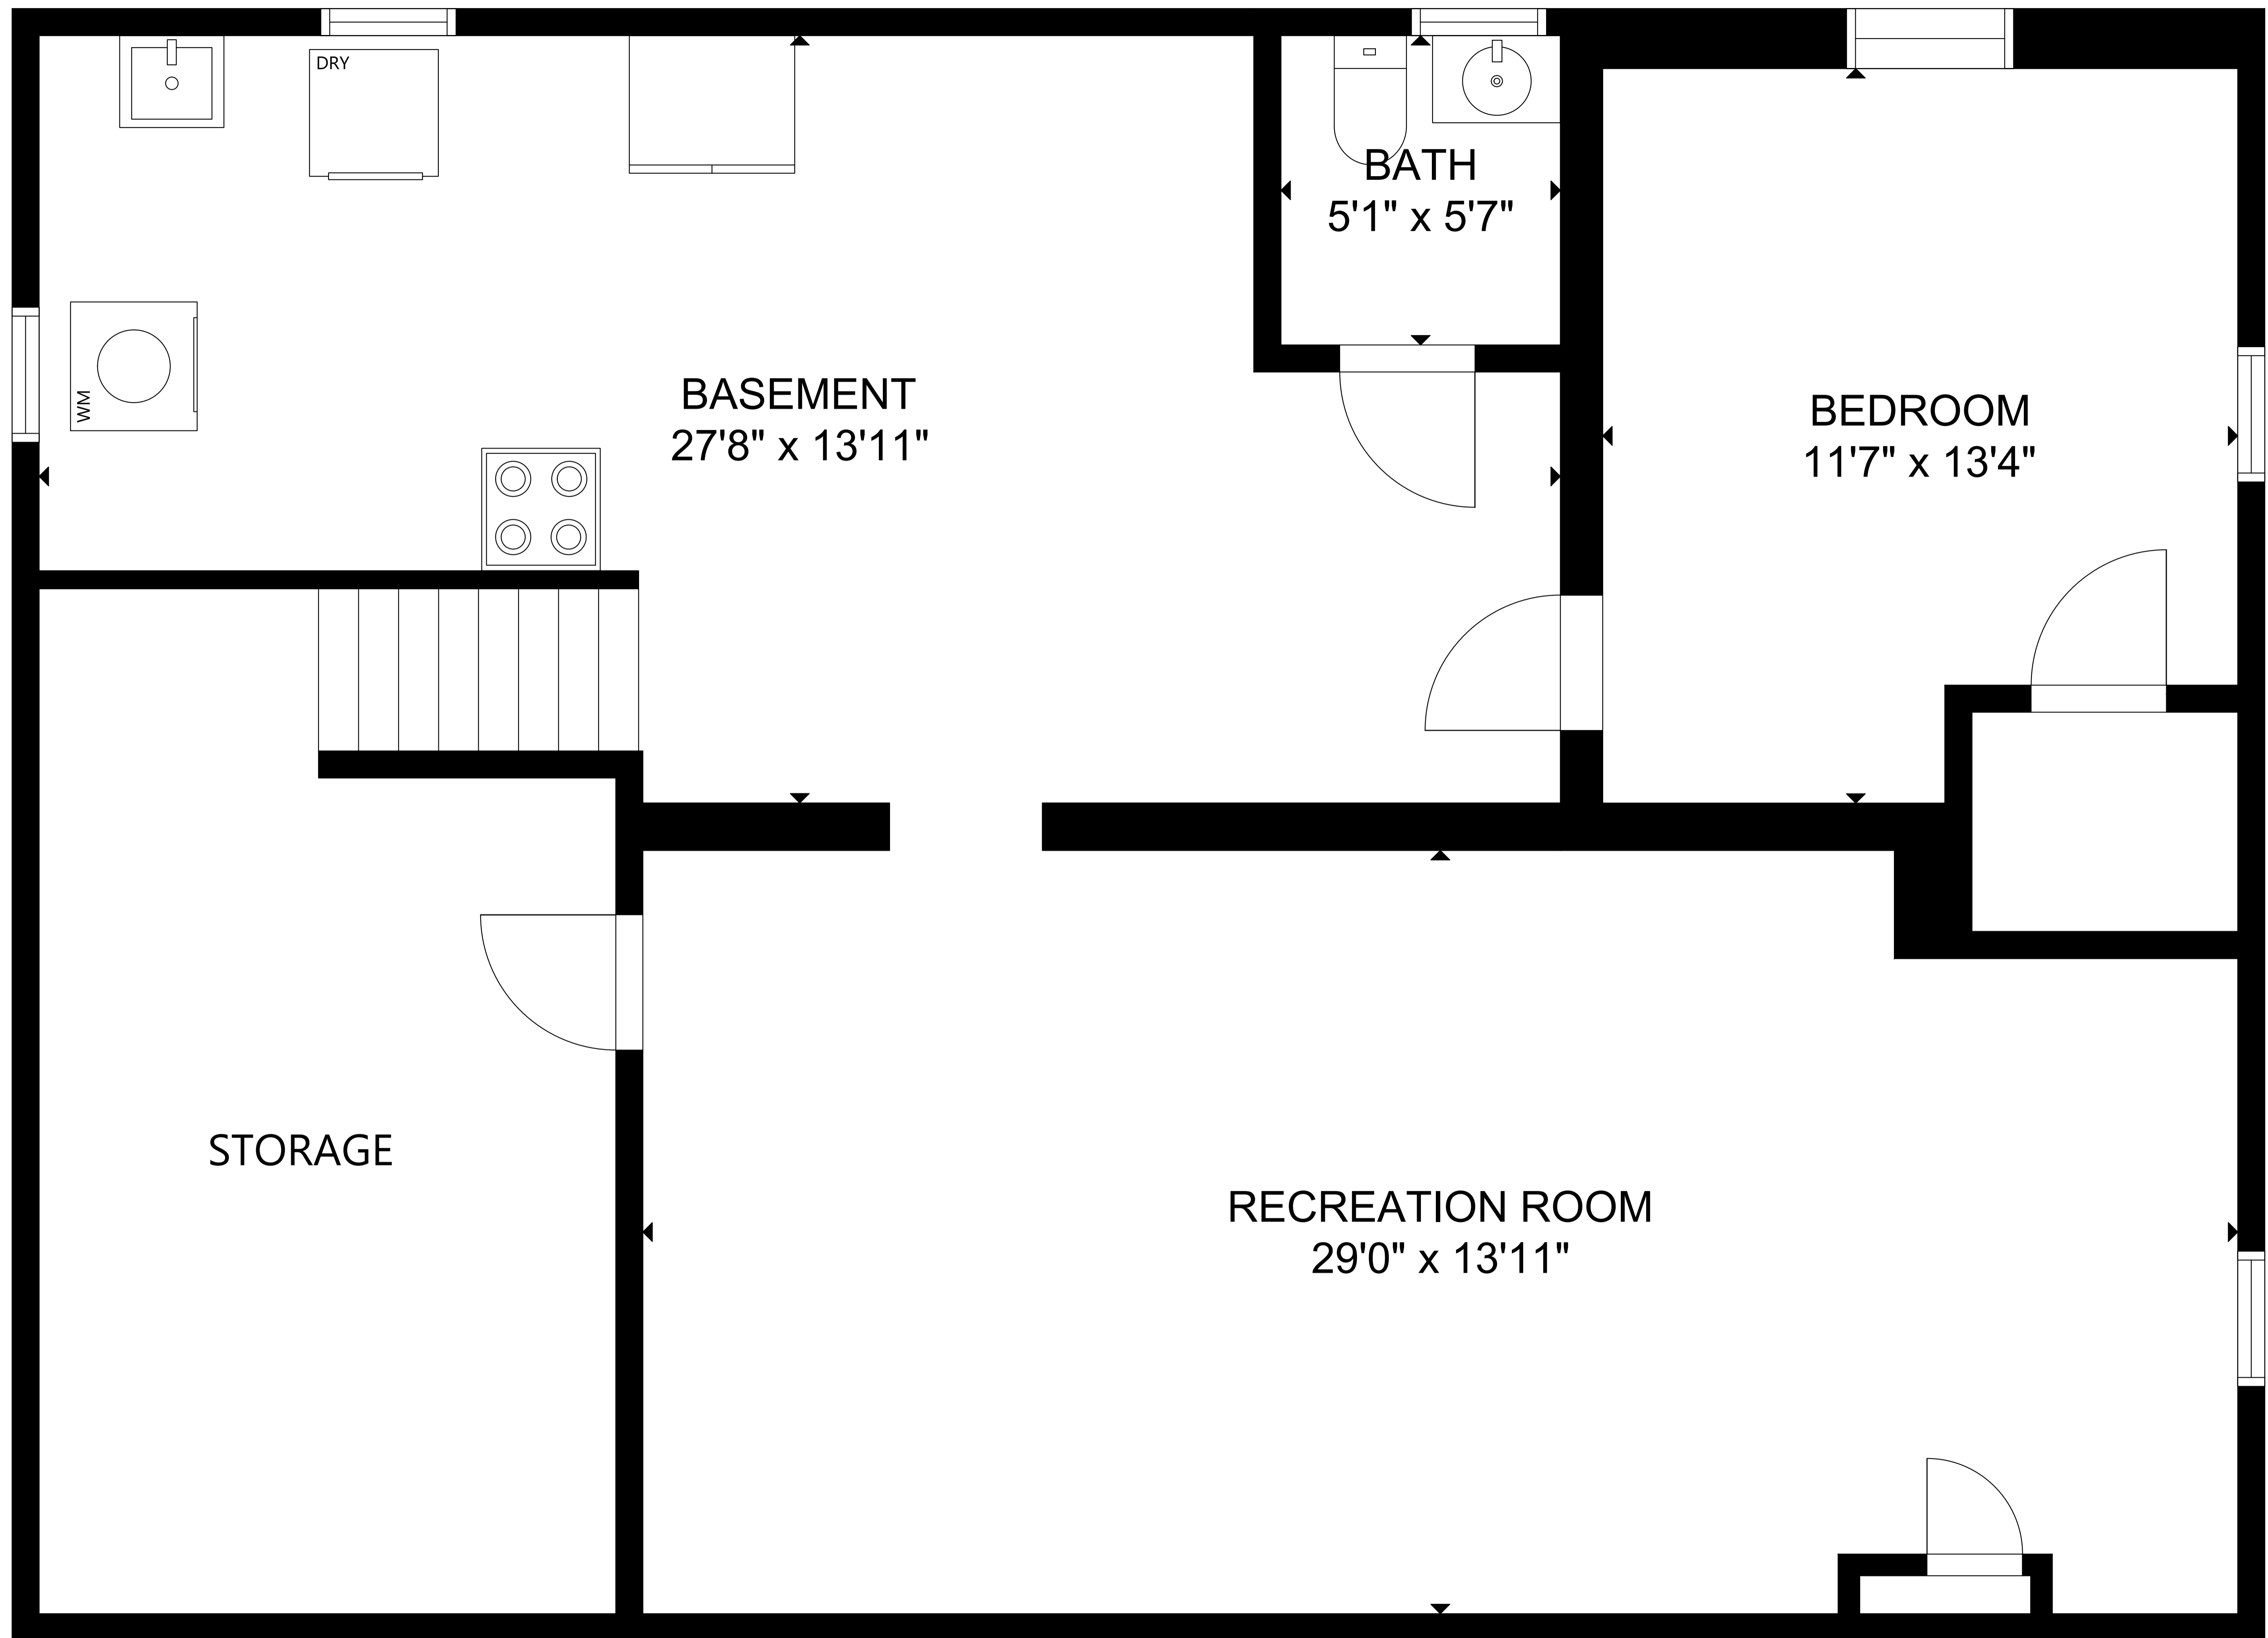 DRY
BATH
5'1" x 5'7"
WM
BASEMENT
27'8" x 13'11"
BEDROOM
11'7" x 13'4"
STORAGE
RECREATION ROOM
29'0" x 13'11"